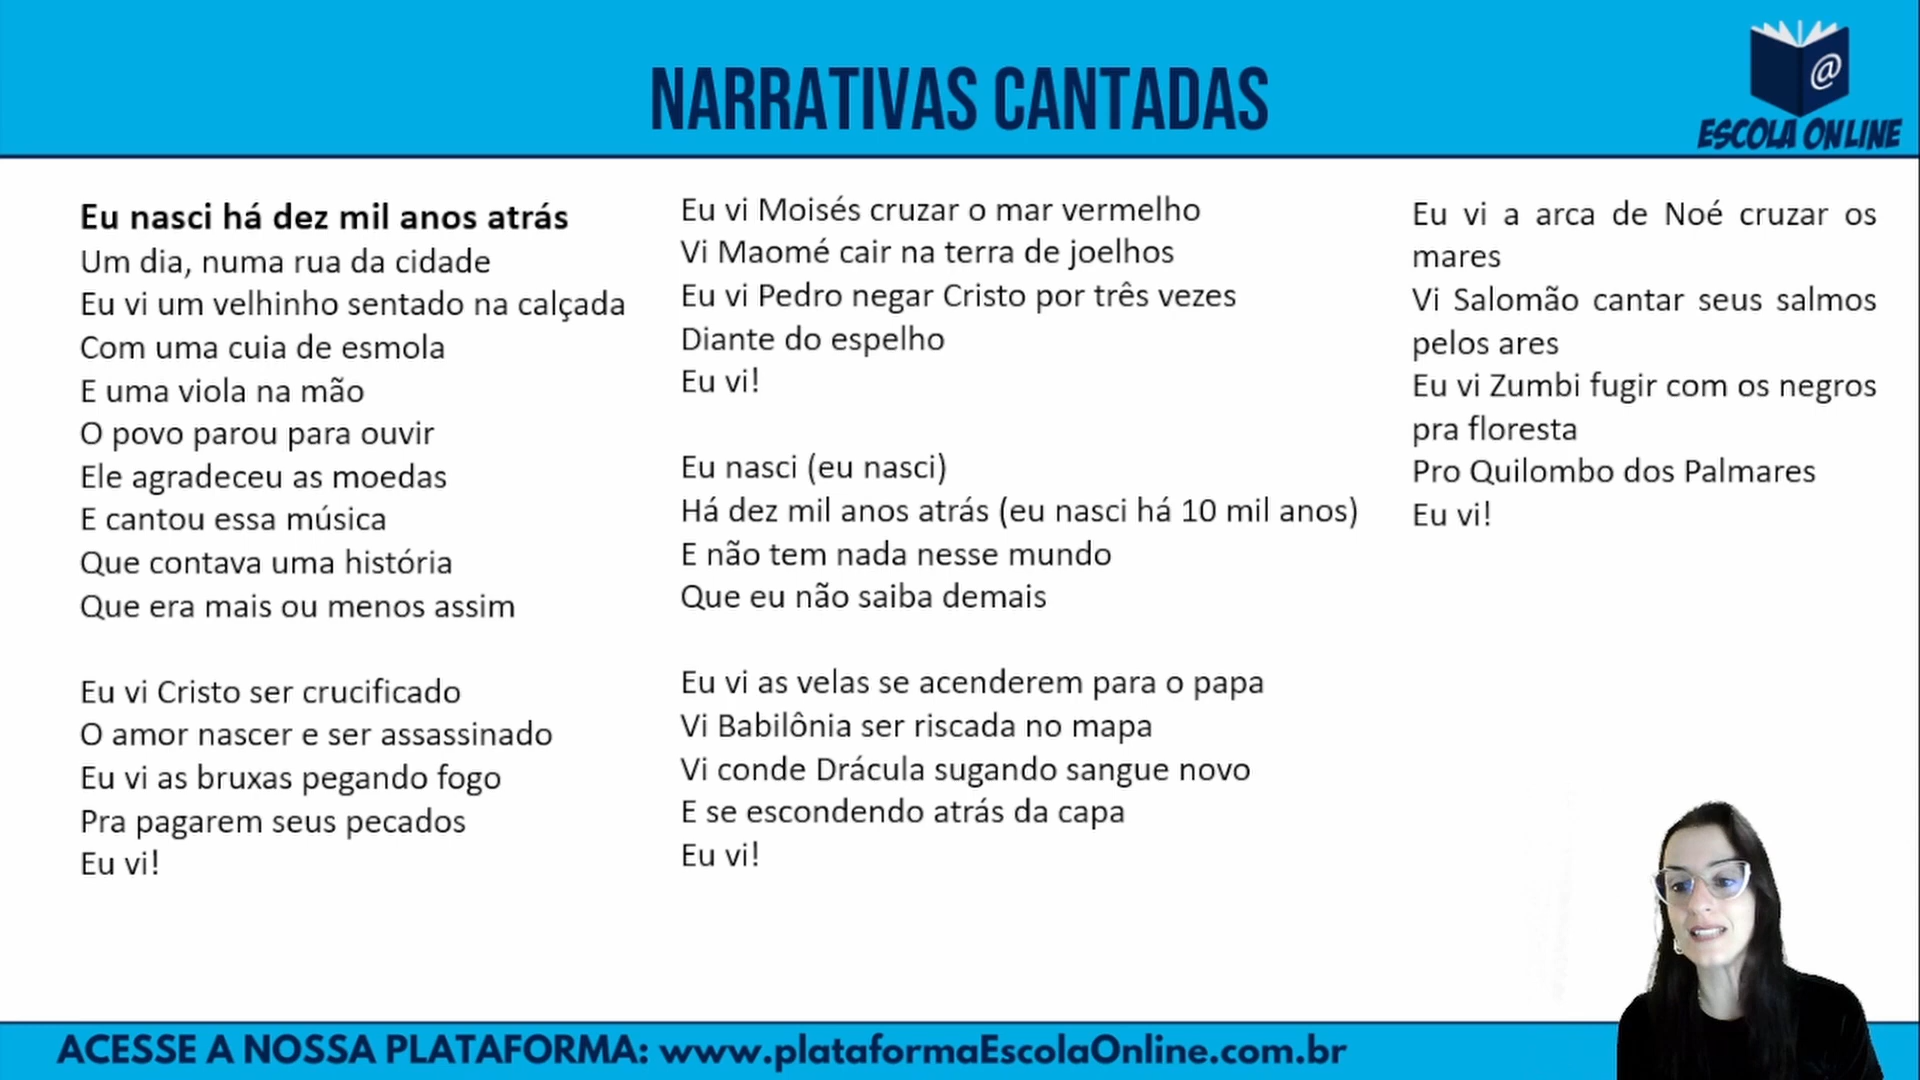 NARRATIVAS CANTADAS
@
ESCOLA ONLINE
Eu nasci há dez mil anos atrás
Um dia, numa rua da cidade
Eu vi um velhinho sentado na calçada
Com uma cuia de esmola
E uma viola na mão
O povo parou para ouvir
Ele agradeceu as moedas
E cantou essa música
Que contava uma história
Que era mais ou menos assim
Eu vi Cristo ser crucificado
O amor nascer e ser assassinado
Eu vi as bruxas pegando fogo
Pra pagarem seus pecados
Eu vi!
Eu vi Moisés cruzar o mar vermelho
Vi Maomé cair na terra de joelhos
Eu vi Pedro negar Cristo por três vezes
Diante do espelho
Eu vi!
Eu nasci (eu nasci)
Há dez mil anos atrás (eu nasci há 10 mil anos)
E não tem nada nesse mundo
Que eu não saiba demais
Eu vi as velas se acenderem para o papa
Vi Babilônia ser riscada no mapa
Vi conde Drácula sugando sangue novo
E se escondendo atrás da capa
Eu vi!
Eu vi a arca de Noé cruzar os
mares
Vi Salomão cantar seus salmos
pelos ares
Eu vi Zumbi fugir com os negros
pra floresta
Pro Quilombo dos Palmares
Eu vi!
ACESSE A NOSSA PLATAFORMA: www.plataformaEscolaOnline.com.br